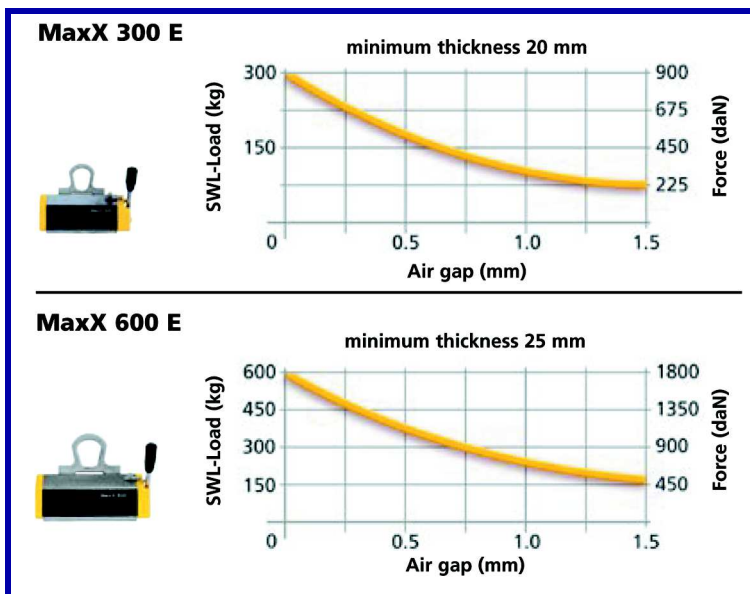 MaxX 300 E
minimum thickness 20 mm
SWL-Load (kg)
300
150
0
0.5
1.0
1.5
Air gap (mm)
900
675
450
225
Force (daN)
MaxX 600 E
minimum thickness 25 mm
SWL-Load (kg)
600
450
300
150
0
0.5
1.0
1.5
Air gap (mm)
1800
1350
900
450
Force (daN)